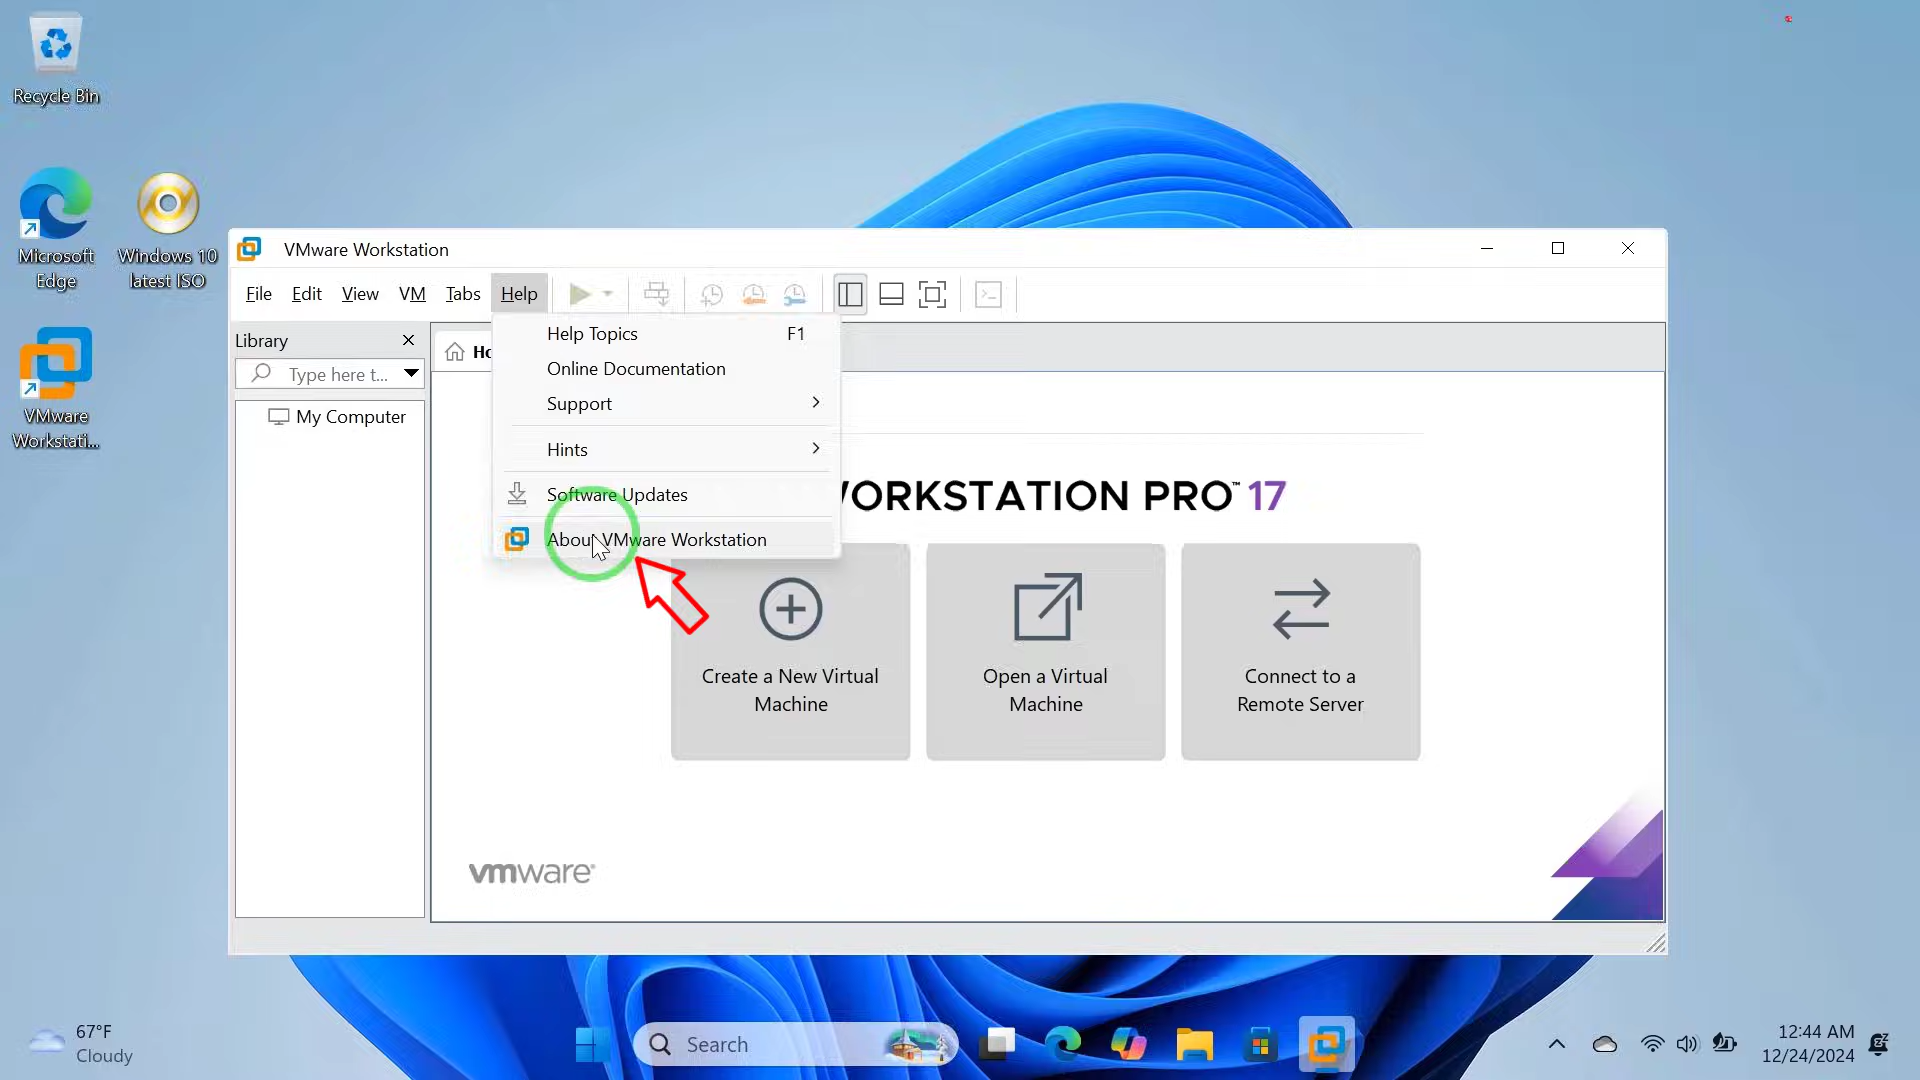 Recycle Bin
Microsoft
Edge
Windows 10
latest ISO
VMware
Workstati...
VMware Workstation
File Edit View VM Tabs Help
Library
Type here t...
My Computer
Ho
Help Topics F1
Online Documentation
Support
Hints
Software Updates
About VMware Workstation
WORKSTATION PRO™ 17
Create a New Virtual
Machine
Open a Virtual
Machine
Connect to a
Remote Server
vmware®
67°F
Cloudy
Search
12:44 AM
12/24/2024